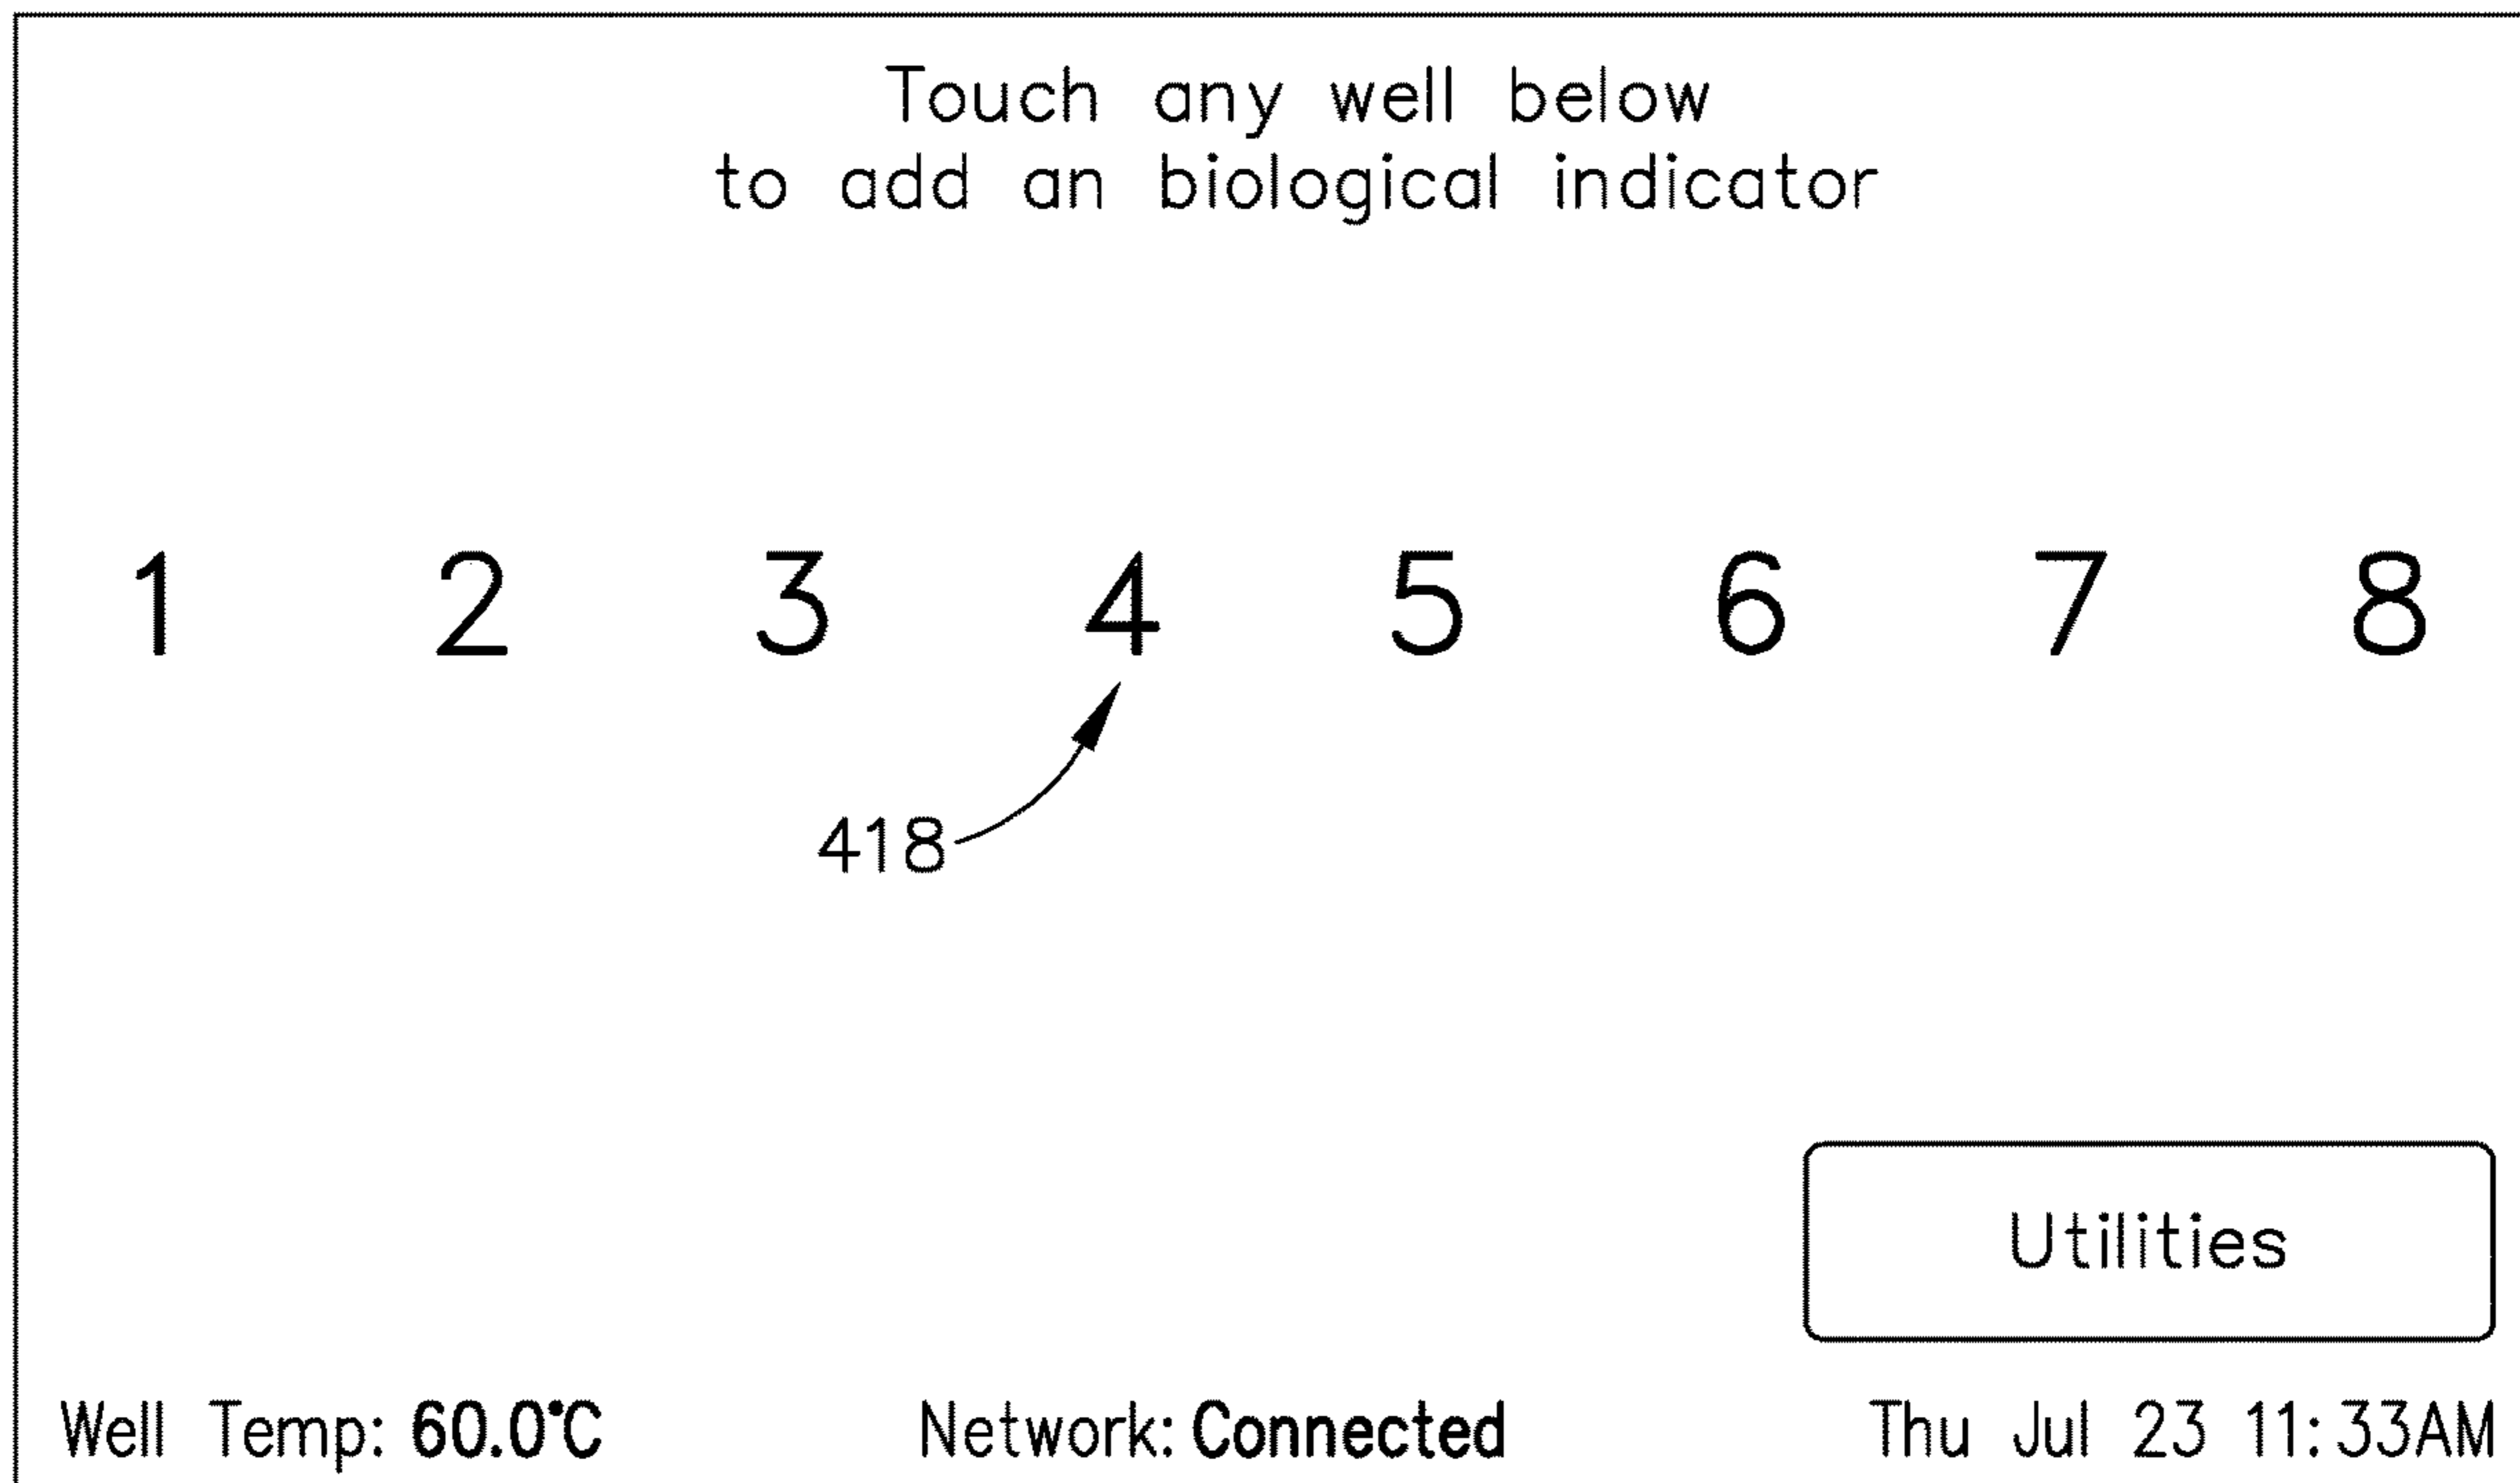 Touch any well below
to add an biological indicator
1 2 3 4 5 6 7 8
418
Utilities
Well Temp: 60.0°C Network: Connected Thu Jul 23 11:33AM